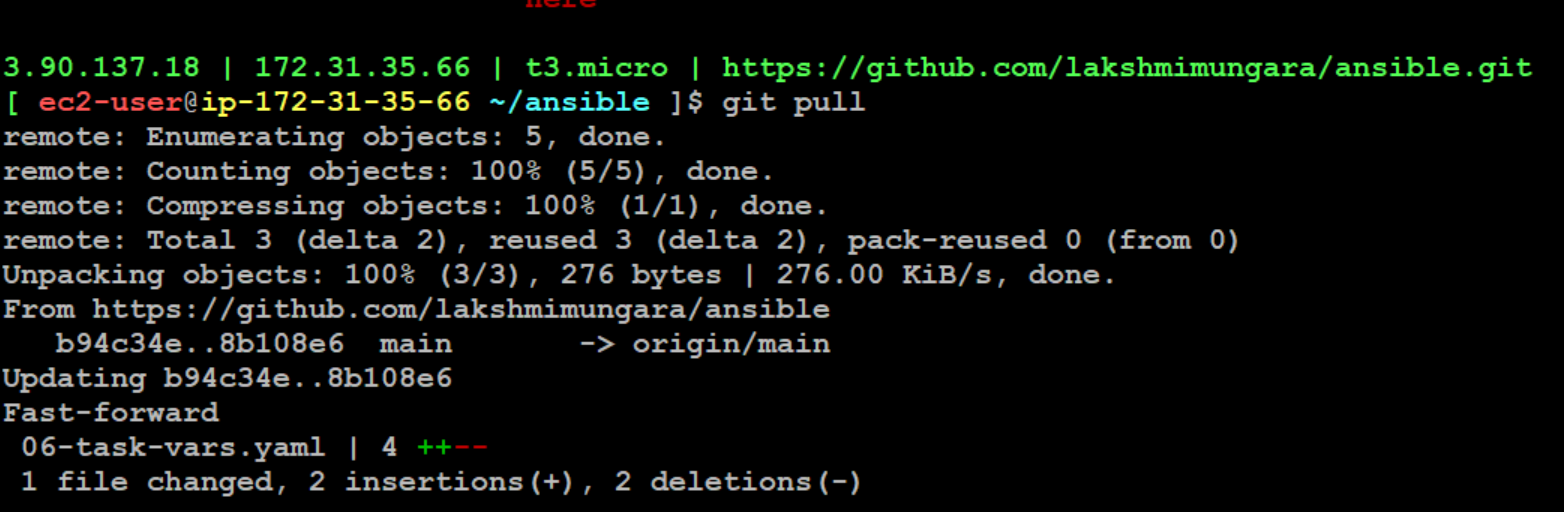 here
3.90.137.18 | 172.31.35.66 | t3.micro | https://github.com/lakshmimungara/ansible.git
[ ec2-user@ip-172-31-35-66 ~/ansible ]$ git pull
remote: Enumerating objects: 5, done.
remote: Counting objects: 100% (5/5), done.
remote: Compressing objects: 100% (1/1), done.
remote: Total 3 (delta 2), reused 3 (delta 2), pack-reused 0 (from 0)
Unpacking objects: 100% (3/3), 276 bytes | 276.00 KiB/s, done.
From https://github.com/lakshmimungara/ansible
   b94c34e..8b108e6  main       -> origin/main
Updating b94c34e..8b108e6
Fast-forward
 06-task-vars.yaml | 4 ++--
 1 file changed, 2 insertions(+), 2 deletions(-)